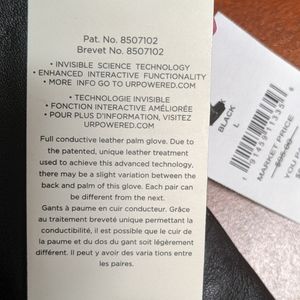 Pat. No. 8507102
Brevet No. 8507102
• INVISIBLE SCIENCE TECHNOLOGY
• ENHANCED INTERACTIVE FUNCTIONALITY
• MORE INFO GO TO URPOWERED.COM
• TECHNOLOGIE INVISIBLE
• FONCTION INTERACTIVE AMÉLIORÉE
• POUR PLUS D'INFORMATION, VISITEZ
URPOWERED.COM
Full conductive leather palm glove. Due to
the patented, unique leather treatment
used to achieve this advanced technology,
there may be a slight variation between the
back and palm of this glove. Each pair can
be different from the next.
Gants à paume en cuir conducteur. Grâce
au traitement breveté unique permettant la
conductibilité, il est possible que le cuir de
la paume et du dos du gant soit légèrement
différent. Il peut y avoir des variations entre
les paires.
BLACK
L
MARKET PRICE